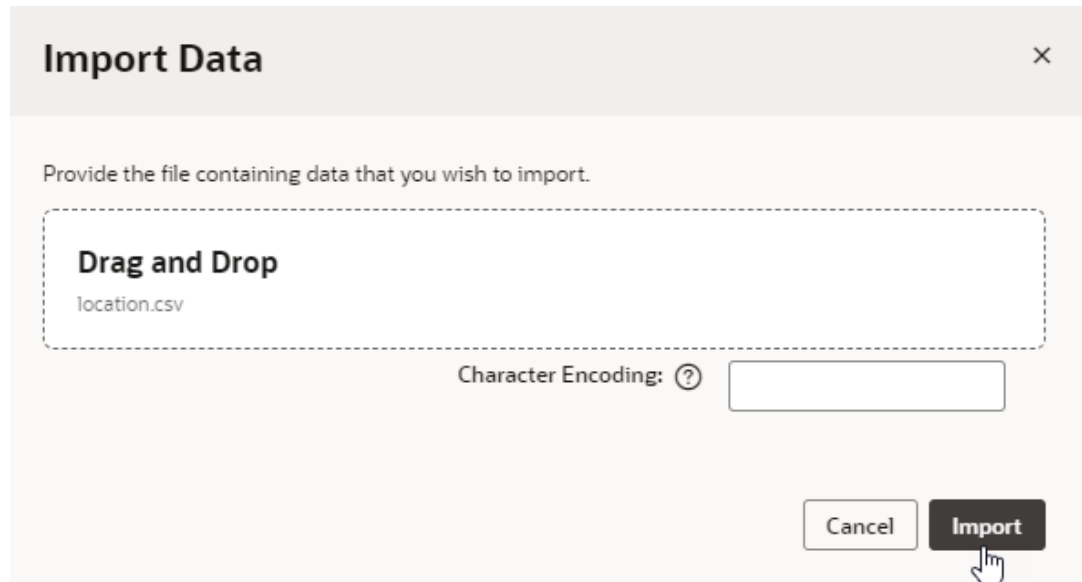 Import Data
Provide the file containing data that you wish to import.
Drag and Drop
location.csv
Character Encoding:
Cancel Import